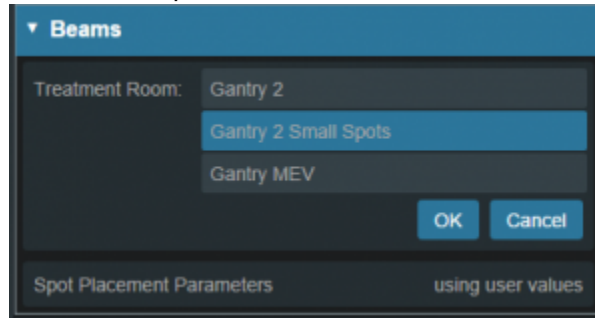 Beams
Treatment Room: Gantry 2
Gantry 2 Small Spots
Gantry MEV
OK Cancel
Spot Placement Parameters using user values